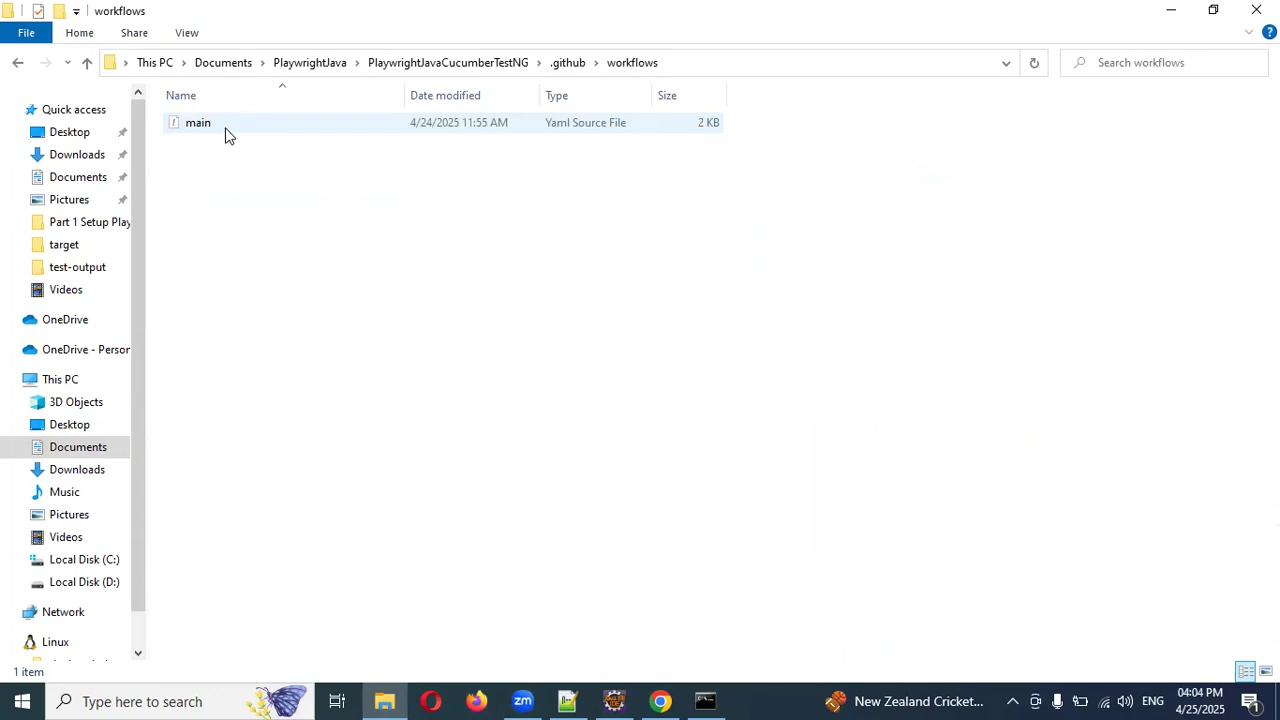 workflows
File Home Share View
This PC Documents PlaywrightJava PlaywrightJavaCucumberTestNG .github workflows
Search workflows
Name Date modified Type Size
main 4/24/2025 11:55 AM Yaml Source File 2 KB
Quick access
Desktop
Downloads
Documents
Pictures
Part 1 Setup Play
target
test-output
Videos
OneDrive
OneDrive - Person
This PC
3D Objects
Desktop
Documents
Downloads
Music
Pictures
Videos
Local Disk (C:)
Local Disk (D:)
Network
Linux
1 item
Type here to search
zm
New Zealand Cricket...
ENG
04:04 PM
4/25/2025
1